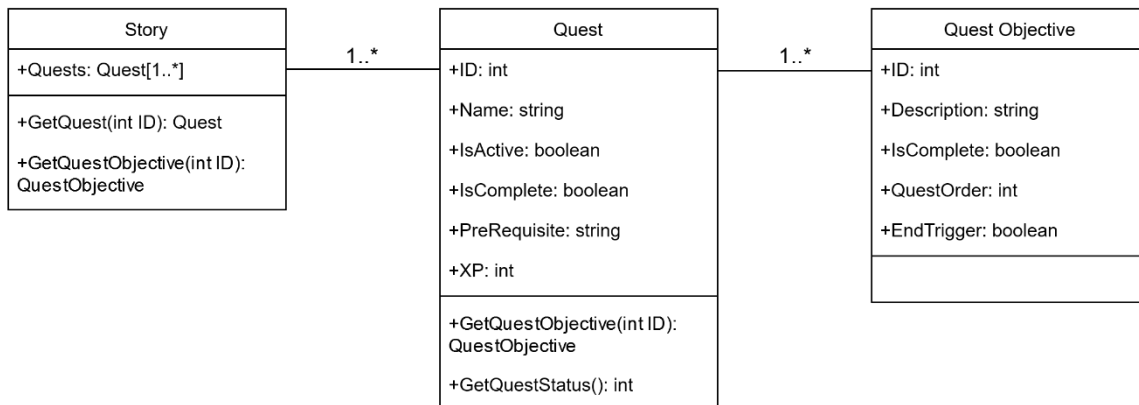 Story
+Quests: Quest[1..*]
+GetQuest(int ID): Quest
+GetQuestObjective(int ID):
QuestObjective
1..*
Quest
+ID: int
+Name: string
+IsActive: boolean
+IsComplete: boolean
+PreRequisite: string
+XP: int
+GetQuestObjective(int ID):
QuestObjective
+GetQuestStatus(): int
1..*
Quest Objective
+ID: int
+Description: string
+IsComplete: boolean
+QuestOrder: int
+EndTrigger: boolean